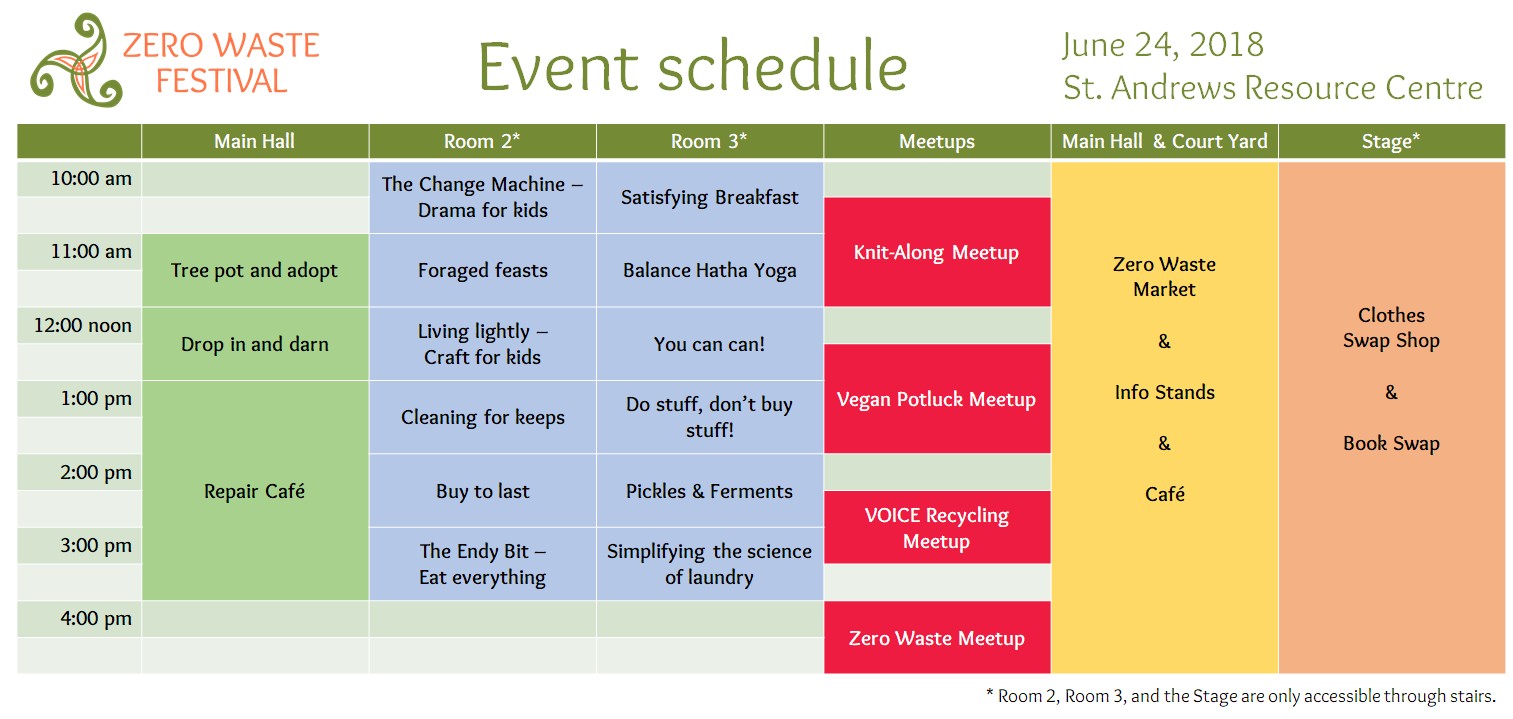 ZERO WASTE
FESTIVAL
Event schedule
June 24, 2018
St. Andrews Resource Centre
Main Hall
Room 2*
Room 3*
Meetups
Main Hall & Court Yard
Stage*
10:00 am
The Change Machine –
Drama for kids
Satisfying Breakfast
11:00 am
Tree pot and adopt
Foraged feasts
Balance Hatha Yoga
Knit-Along Meetup
12:00 noon
Drop in and darn
Living lightly –
Craft for kids
You can can!
1:00 pm
Cleaning for keeps
Do stuff, don't buy
stuff!
Vegan Potluck Meetup
2:00 pm
Repair Café
Buy to last
Pickles & Ferments
VOICE Recycling
Meetup
3:00 pm
The Endy Bit –
Eat everything
Simplifying the science
of laundry
4:00 pm
Zero Waste Meetup
Zero Waste
Market
&
Info Stands
&
Café
Clothes
Swap Shop
&
Book Swap
* Room 2, Room 3, and the Stage are only accessible through stairs.